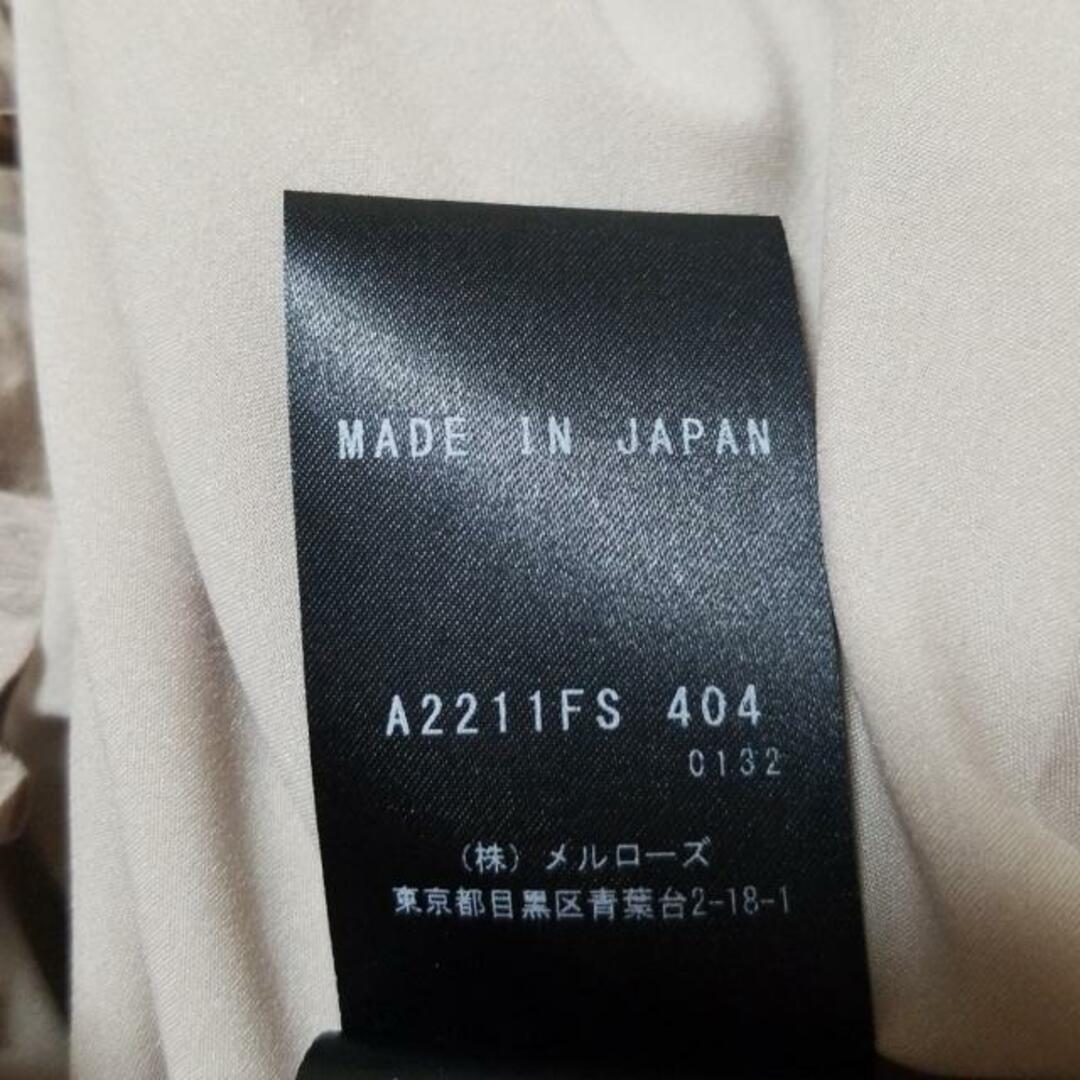 MADE IN JAPAN
A2211FS 404
0132
(株) メルローズ
東京都目黒区青葉台2-18-1